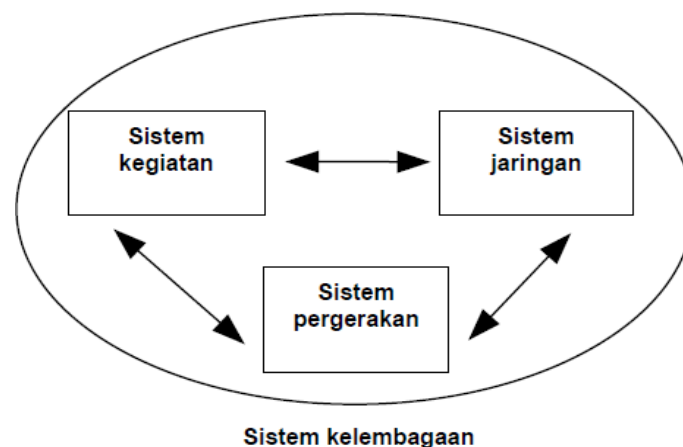 Sistem
kegiatan
Sistem
jaringan
Sistem
pergerakan
Sistem kelembagaan